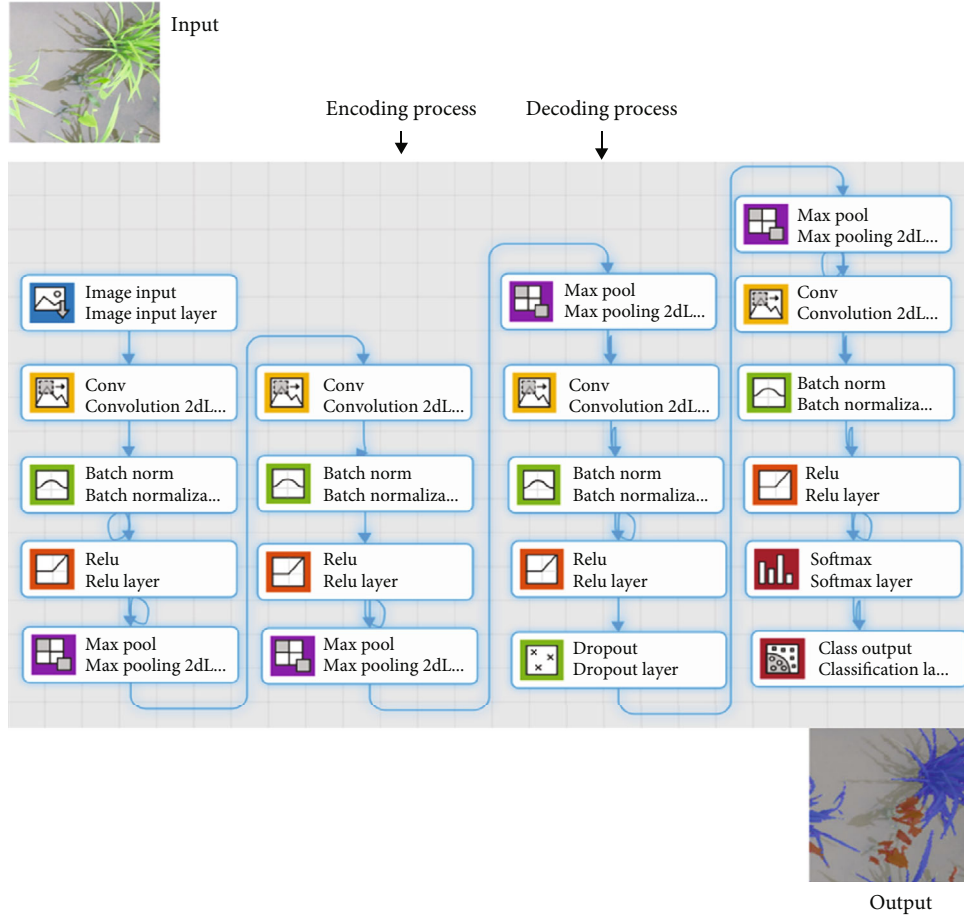 Input
Encoding process
Decoding process
Image input
Image input layer
Conv
Convolution 2dL...
Batch norm
Batch normaliza...
Relu
Relu layer
Max pool
Max pooling 2dL...
Conv
Convolution 2dL...
Batch norm
Batch normaliza...
Relu
Relu layer
Max pool
Max pooling 2dL...
Max pool
Max pooling 2dL...
Conv
Convolution 2dL...
Batch norm
Batch normaliza...
Relu
Relu layer
Dropout
Dropout layer
Max pool
Max pooling 2dL...
Conv
Convolution 2dL...
Batch norm
Batch normaliza...
Relu
Relu layer
Softmax
Softmax layer
Class output
Classification la...
Output